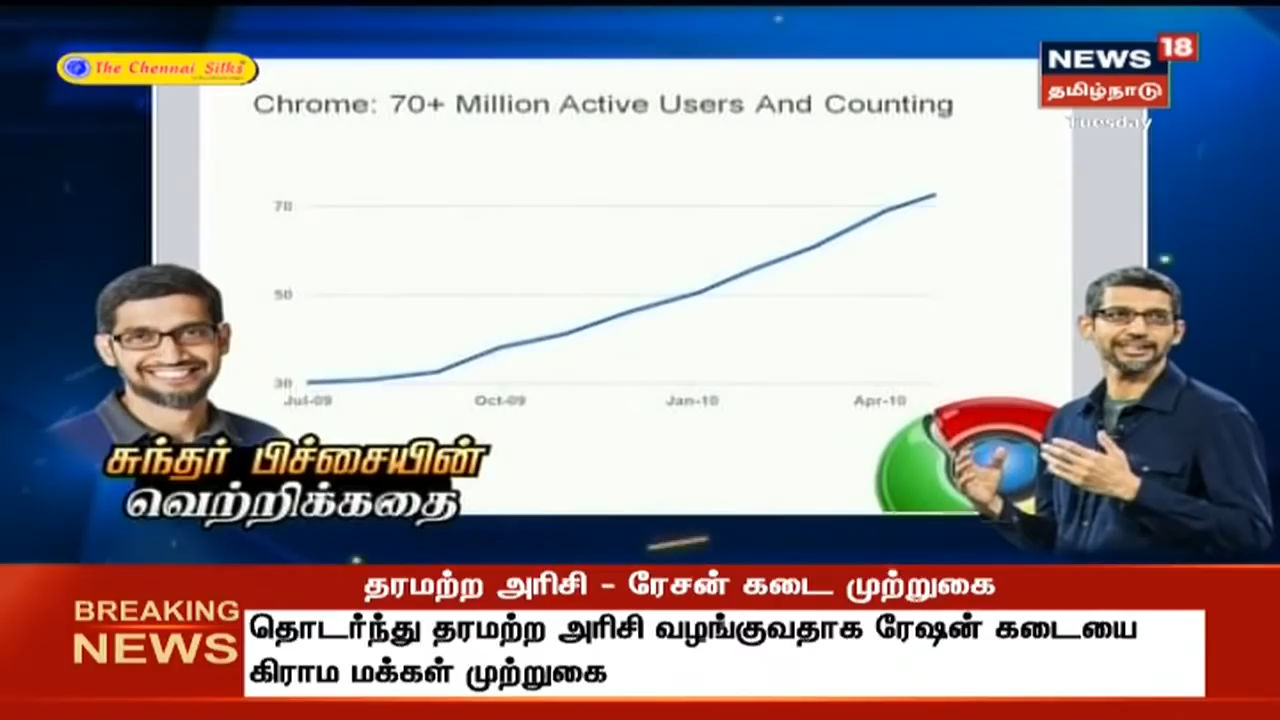 The Chennai Silks
NEWS 18
தமிழ்நாடு
Tuesday
Chrome: 70+ Million Active Users And Counting
70
50
30
Jul-09 Oct-09 Jan-10 Apr-10
சுந்தர் பிச்சையின்
வெற்றிக்கதை
BREAKING
NEWS
தரமற்ற அரிசி - ரேசன் கடை முற்றுகை
தொடர்ந்து தரமற்ற அரிசி வழங்குவதாக ரேஷன் கடையை
கிராம மக்கள் முற்றுகை